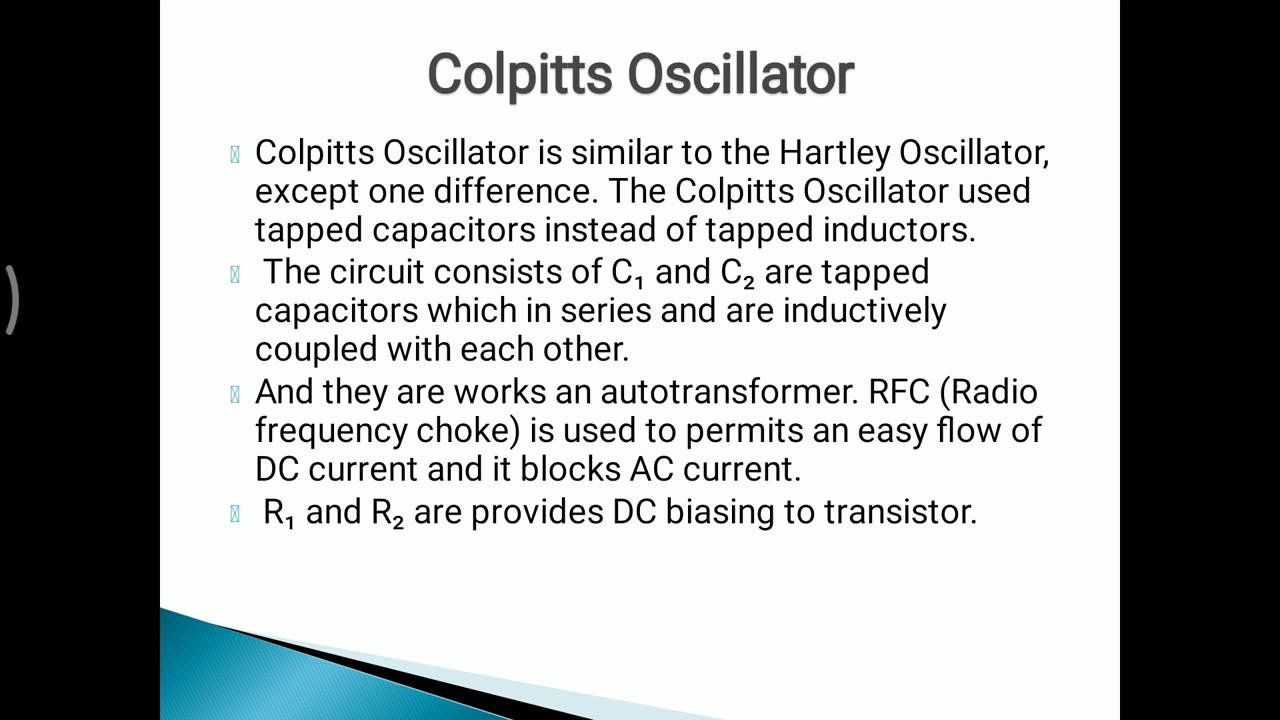 Colpitts Oscillator
Colpitts Oscillator is similar to the Hartley Oscillator,
except one difference. The Colpitts Oscillator used
tapped capacitors instead of tapped inductors.
The circuit consists of C₁ and C₂ are tapped
capacitors which in series and are inductively
coupled with each other.
And they are works an autotransformer. RFC (Radio
frequency choke) is used to permits an easy flow of
DC current and it blocks AC current.
R₁ and R₂ are provides DC biasing to transistor.